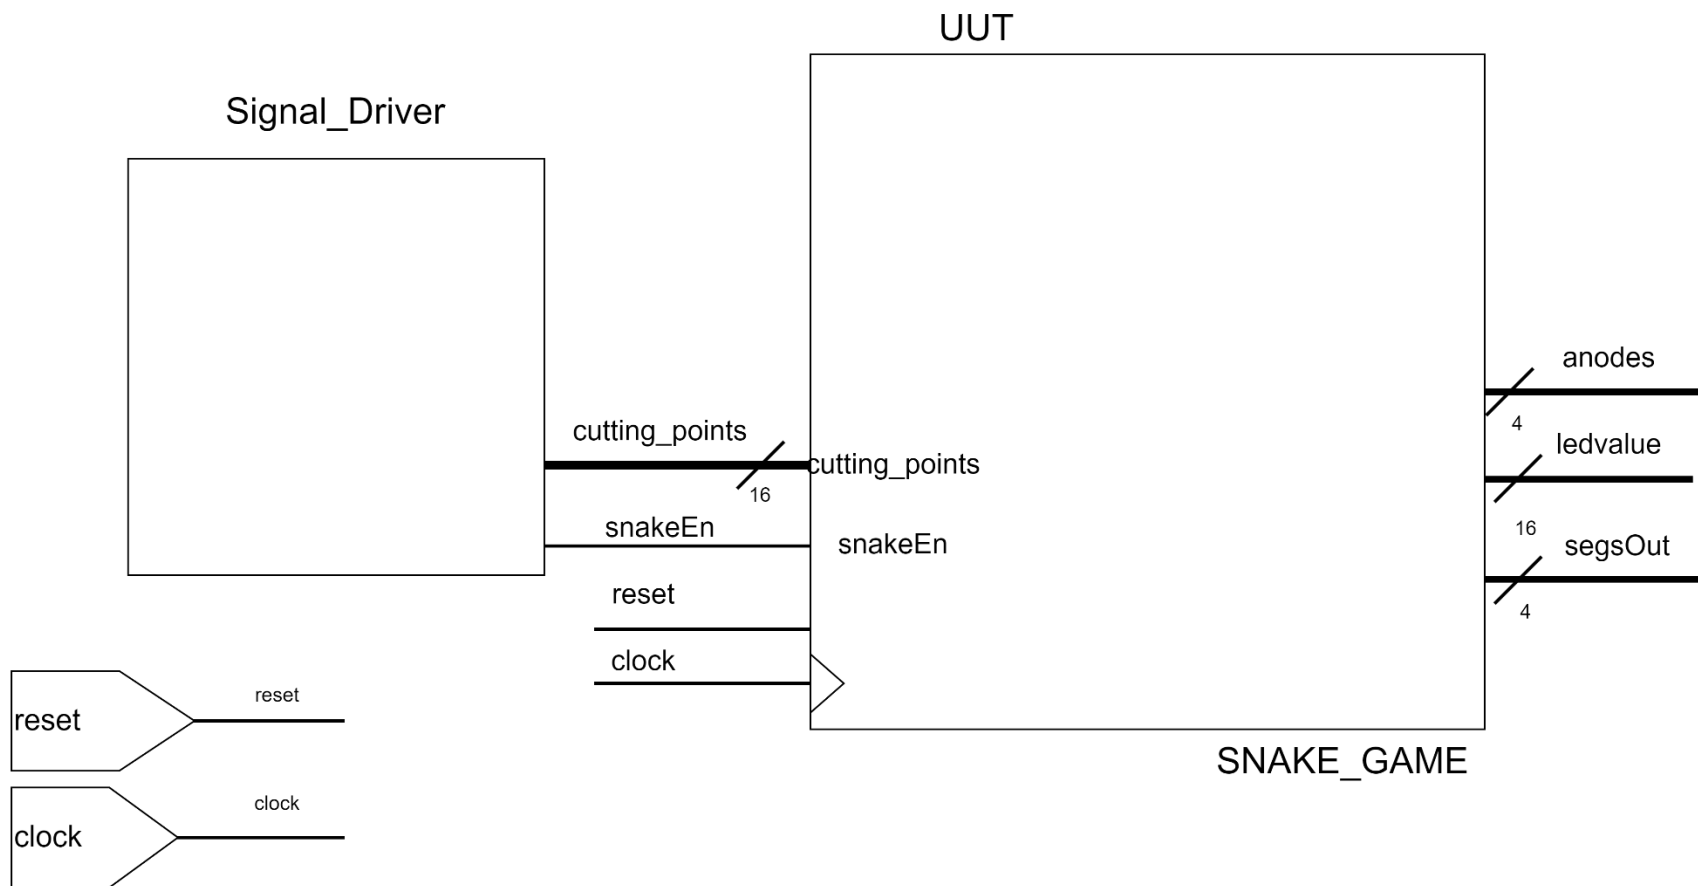 UUT
Signal_Driver
anodes
4
cutting_points
ledvalue
cutting_points
16
snakeEn
16
snakeEn
segsOut
reset
4
clock
reset
reset
SNAKE_GAME
clock
clock